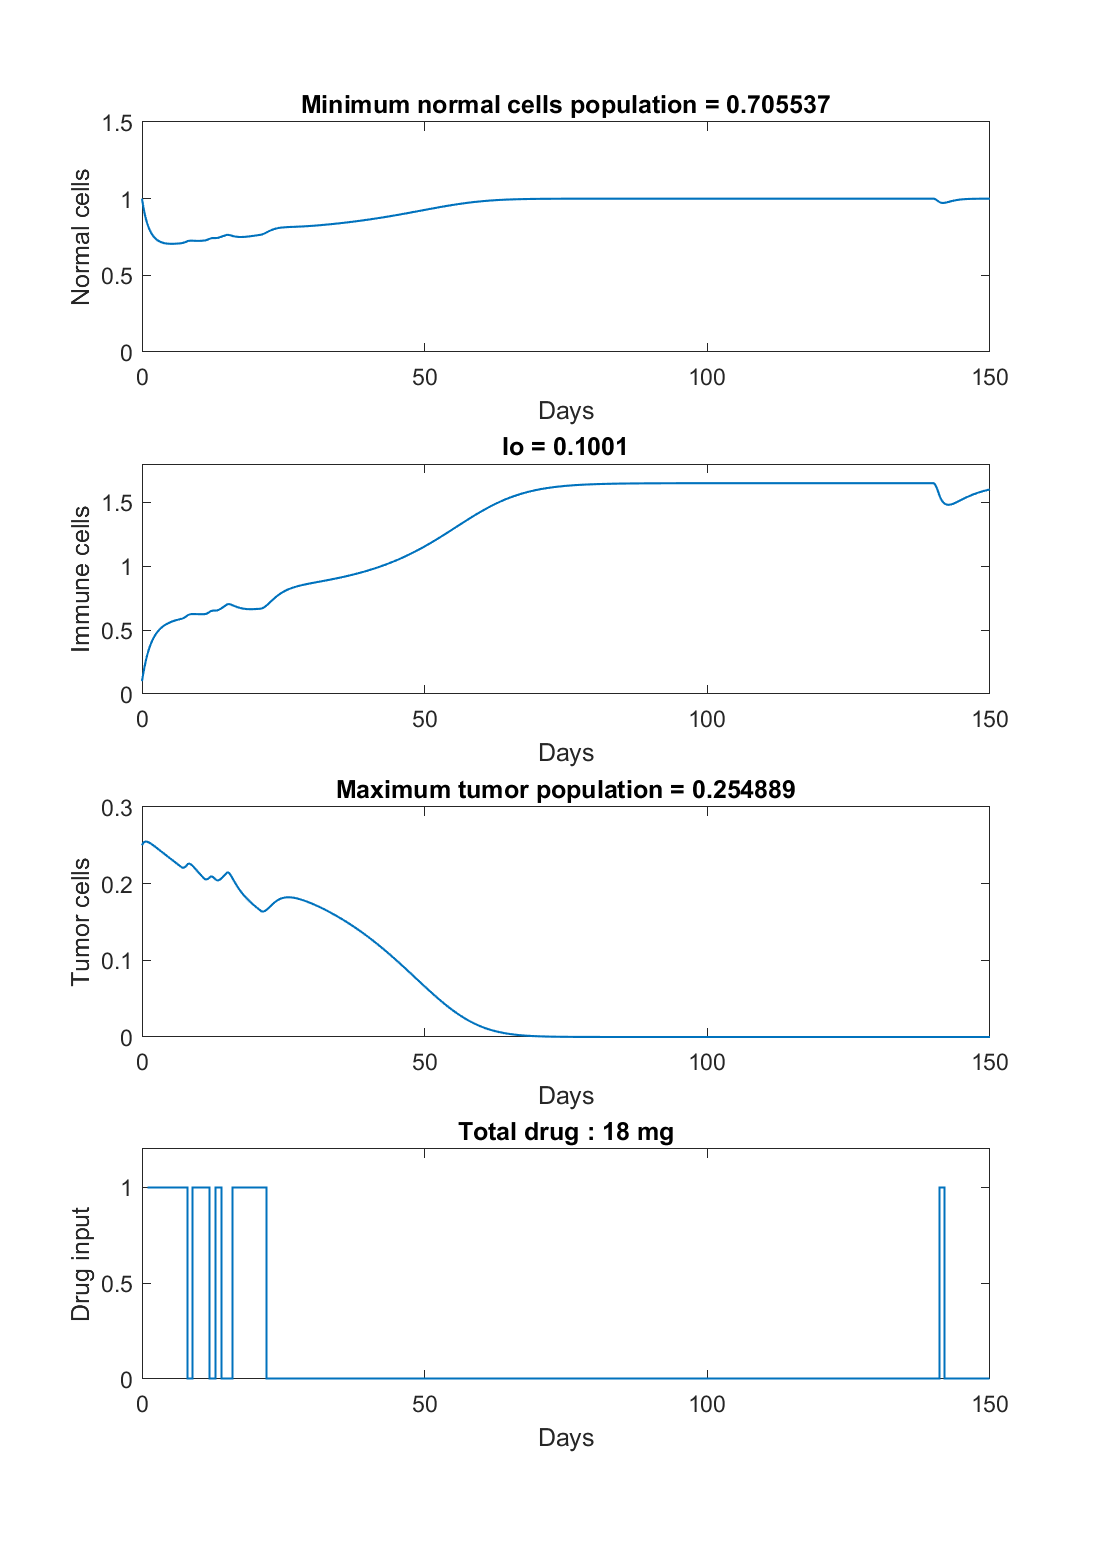 Minimum normal cells population = 0.705537
1.5
1
0.5
0
Normal cells
0 50 100 150
Days
Io = 0.1001
1.5
1
0.5
0
Immune cells
0 50 100 150
Days
Maximum tumor population = 0.254889
0.3
0.2
0.1
0
Tumor cells
0 50 100 150
Days
Total drug : 18 mg
1
0.5
0
Drug input
0 50 100 150
Days